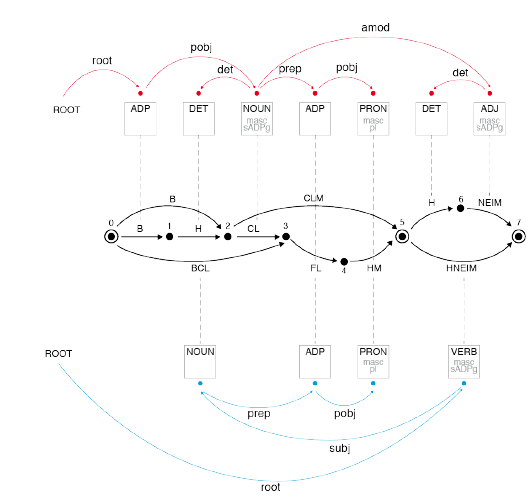 amod
root
pobj
det
prep
pobj
det
ROOT
ADP
DET
NOUN
masc
sADPg
ADP
PRON
masc
pl
DET
ADJ
masc
sADPg
B
CLM
H
6
NEIM
0
B
1
H
2
CL
3
5
7
BCL
FL
4
HM
HNEIM
ROOT
NOUN
ADP
PRON
masc
pl
VERB
masc
sADPg
prep
pobj
subj
root